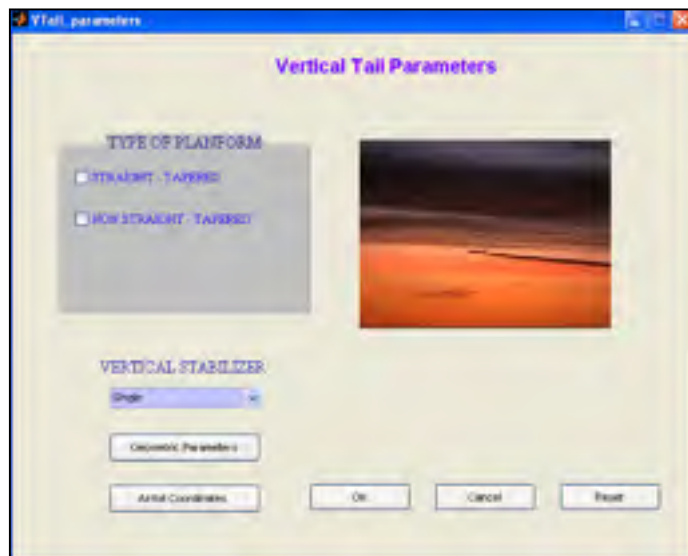 VTail_parameters
Vertical Tail Parameters
TYPE OF PLANFORM
STRAIGHT - TAPERED
NON STRAIGHT - TAPERED
VERTICAL STABILIZER
Single
Geometric Parameters
Airfoil Coordinates
OK
Cancel
Reset